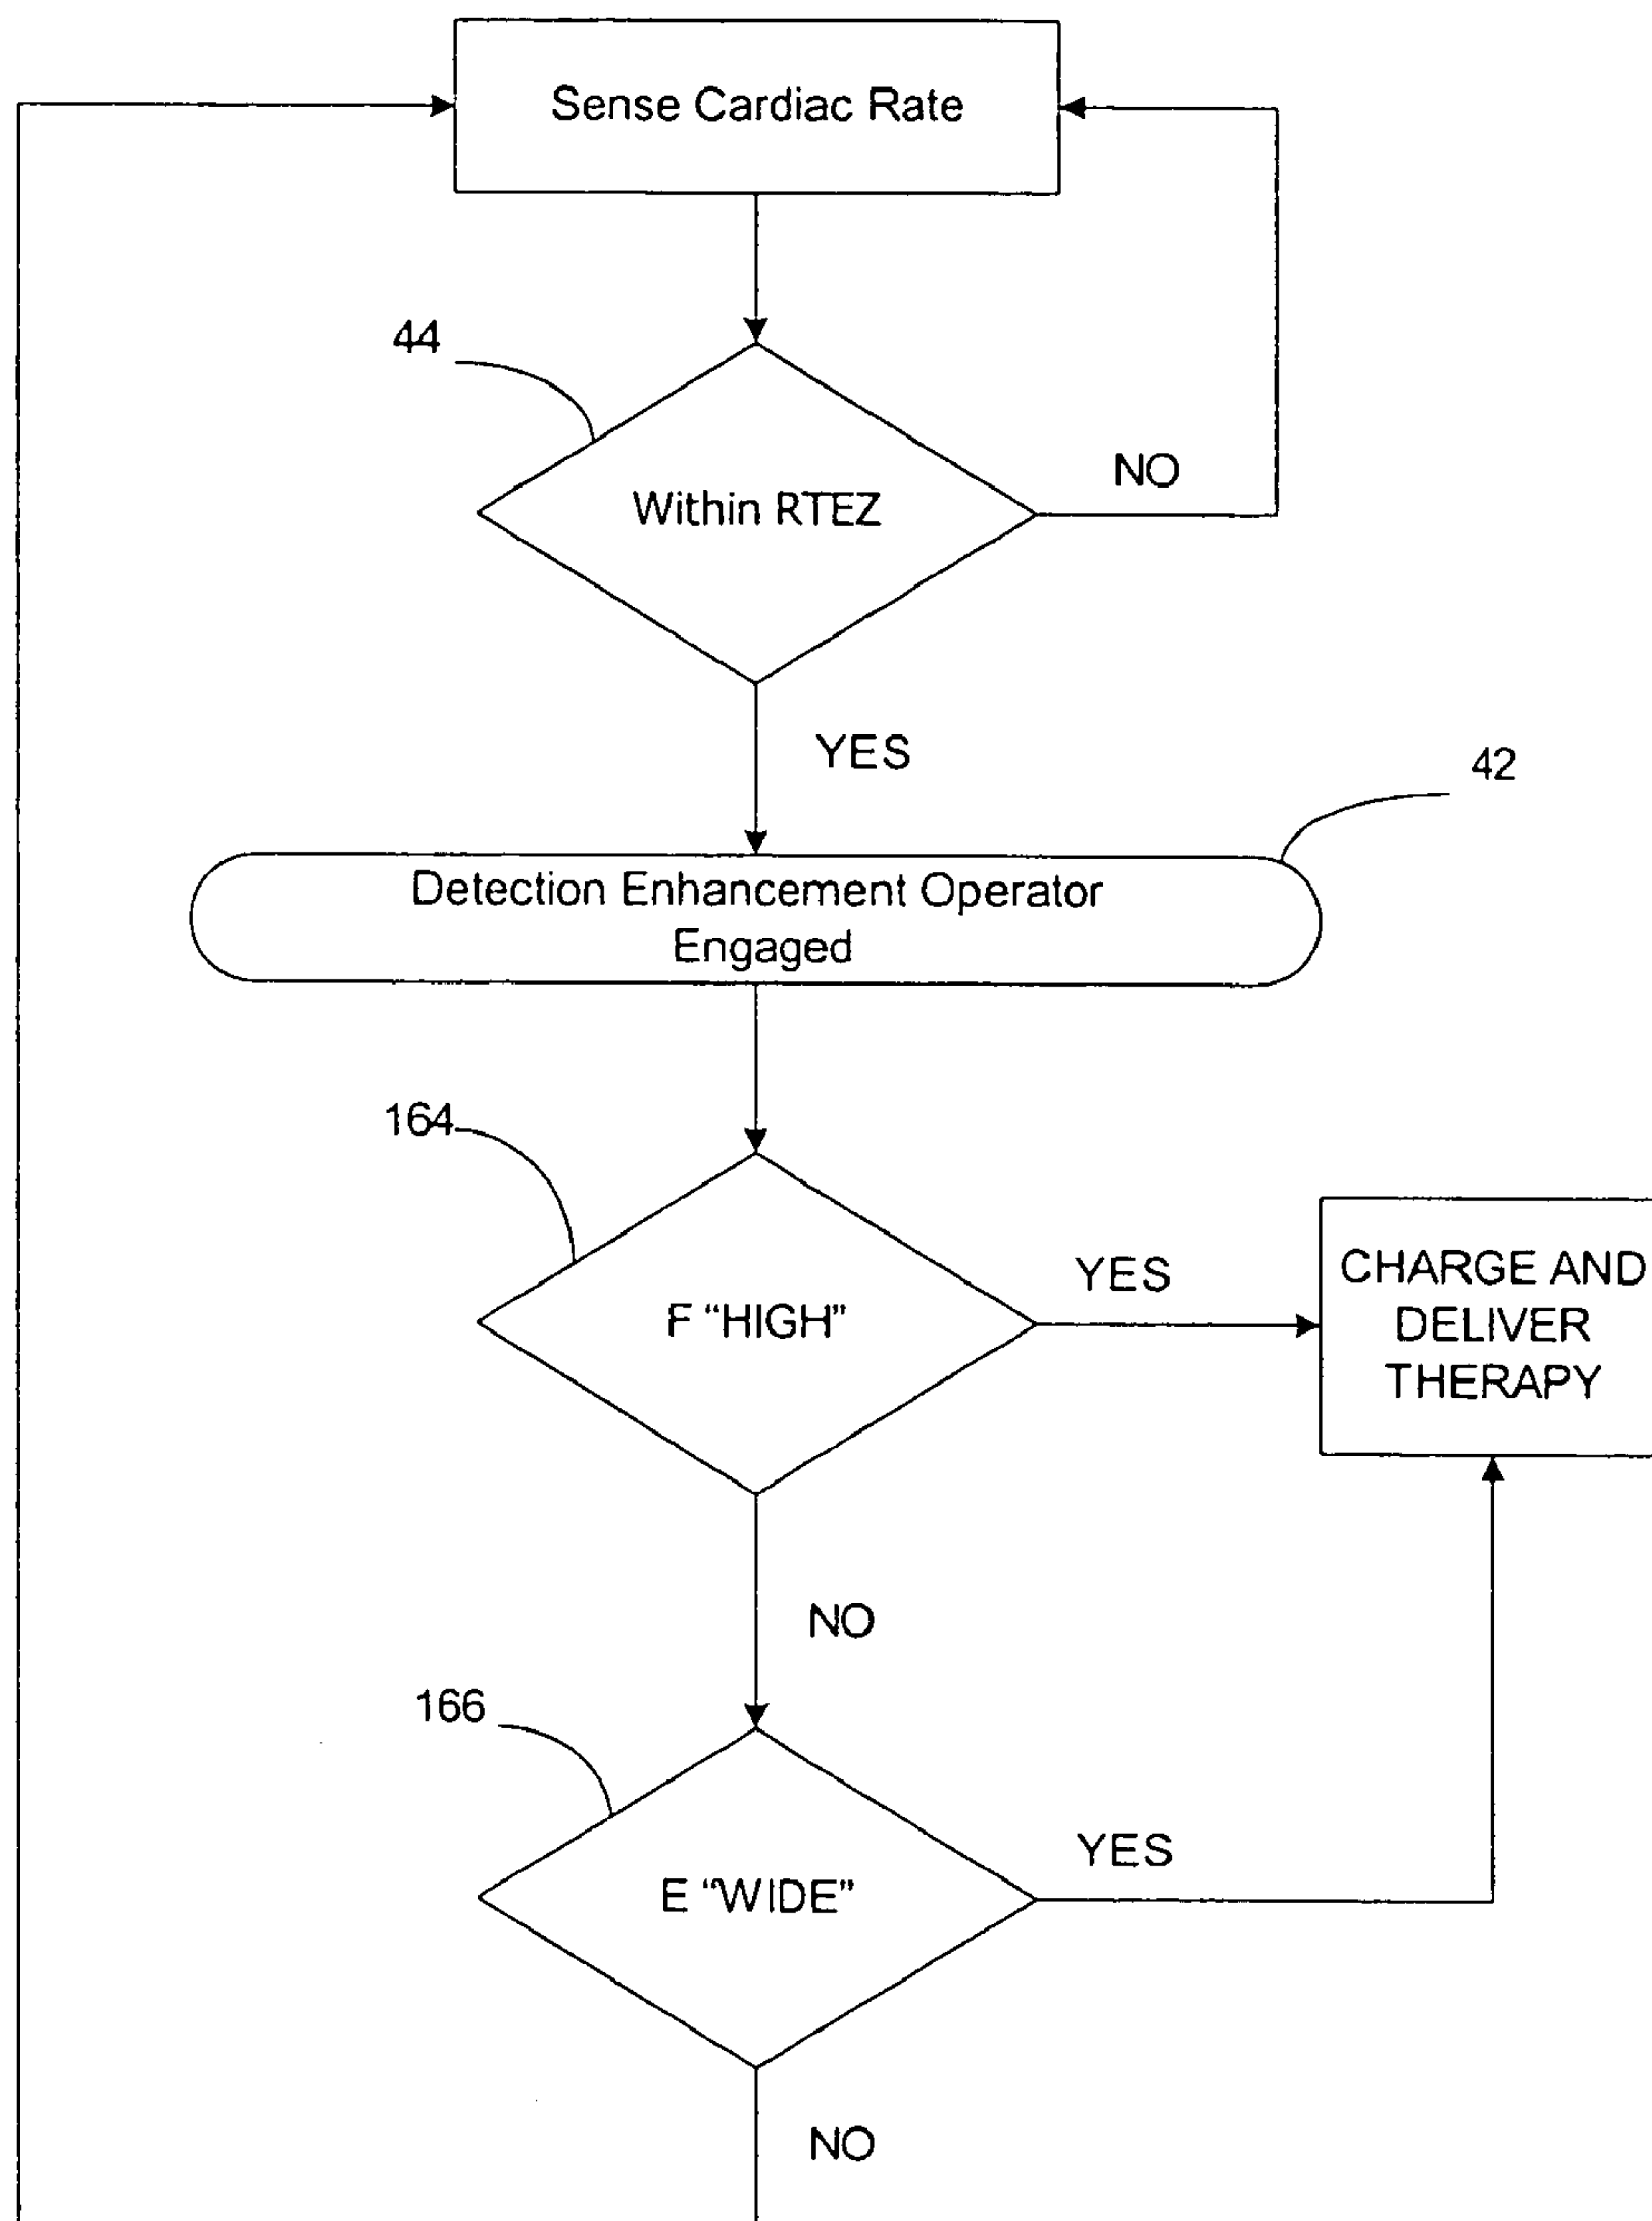 Sense Cardiac Rate
44
Within RTEZ
NO
YES
42
Detection Enhancement Operator
Engaged
164
F “HIGH”
YES
CHARGE AND
DELIVER
THERAPY
NO
166
E “WIDE”
YES
NO